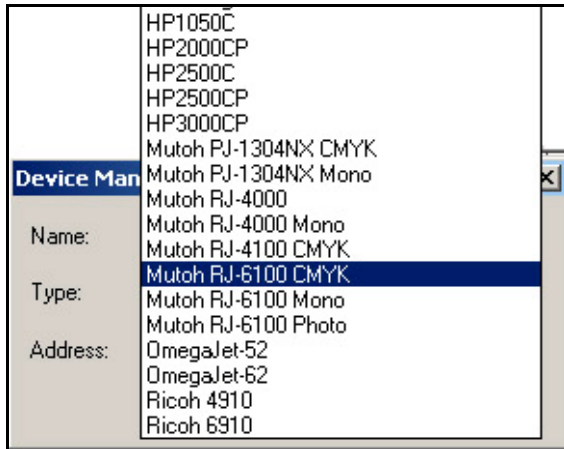 HP1050C
HP2000CP
HP2500C
HP2500CP
HP3000CP
Mutoh PJ-1304NX CMYK
Mutoh PJ-1304NX Mono
Device Man
Mutoh RJ-4000
Mutoh RJ-4000 Mono
Name:
Mutoh RJ-4100 CMYK
Mutoh RJ-6100 CMYK
Type:
Mutoh RJ-6100 Mono
Mutoh RJ-6100 Photo
Address:
OmegaJet-52
OmegaJet-62
Ricoh 4910
Ricoh 6910